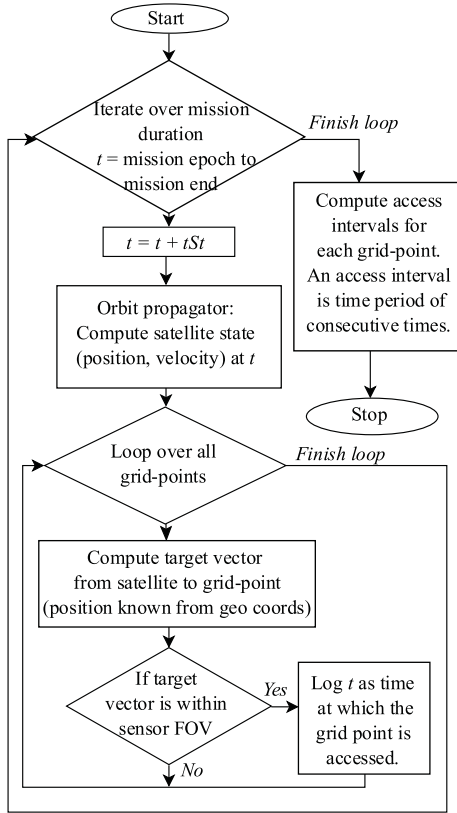 Start
Iterate over mission
duration
t = mission epoch to
mission end
Finish loop
t = t + tSt
Compute access
intervals for
each grid-point.
An access interval
is time period of
consecutive times.
Orbit propagator:
Compute satellite state
(position, velocity) at t
Stop
Loop over all
grid-points
Finish loop
Compute target vector
from satellite to grid-point
(position known from geo coords)
If target
vector is within
sensor FOV
Yes
Log t as time
at which the
grid point is
accessed.
No